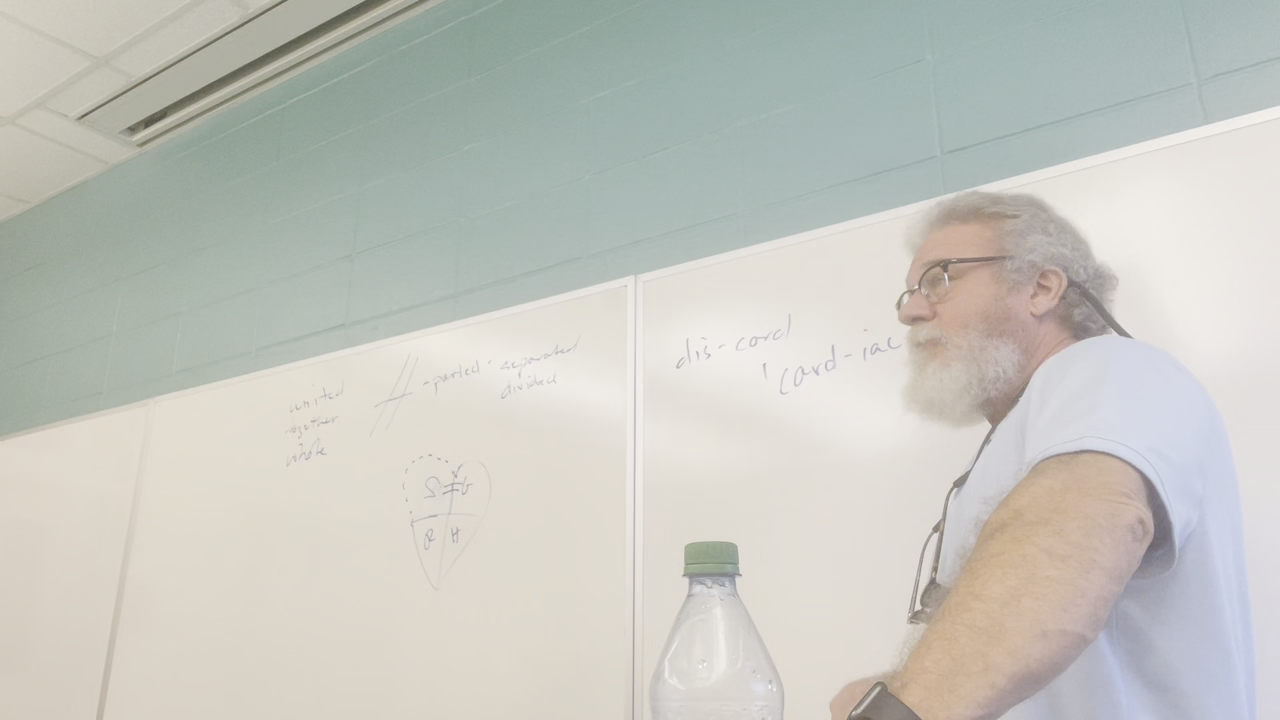 united
together
whole
-parted · separated
divided
R H
dis-cord
'card-iac